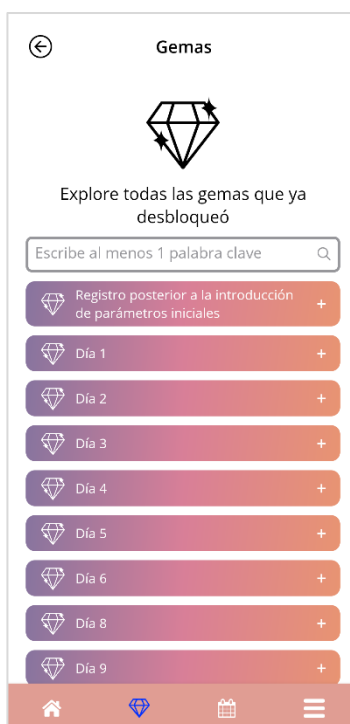 Gemas
Explore todas las gemas que ya
desbloqueó
Escribe al menos 1 palabra clave
Registro posterior a la introducción
de parámetros iniciales
+
Día 1 +
Día 2 +
Día 3 +
Día 4 +
Día 5 +
Día 6 +
Día 8 +
Día 9 +